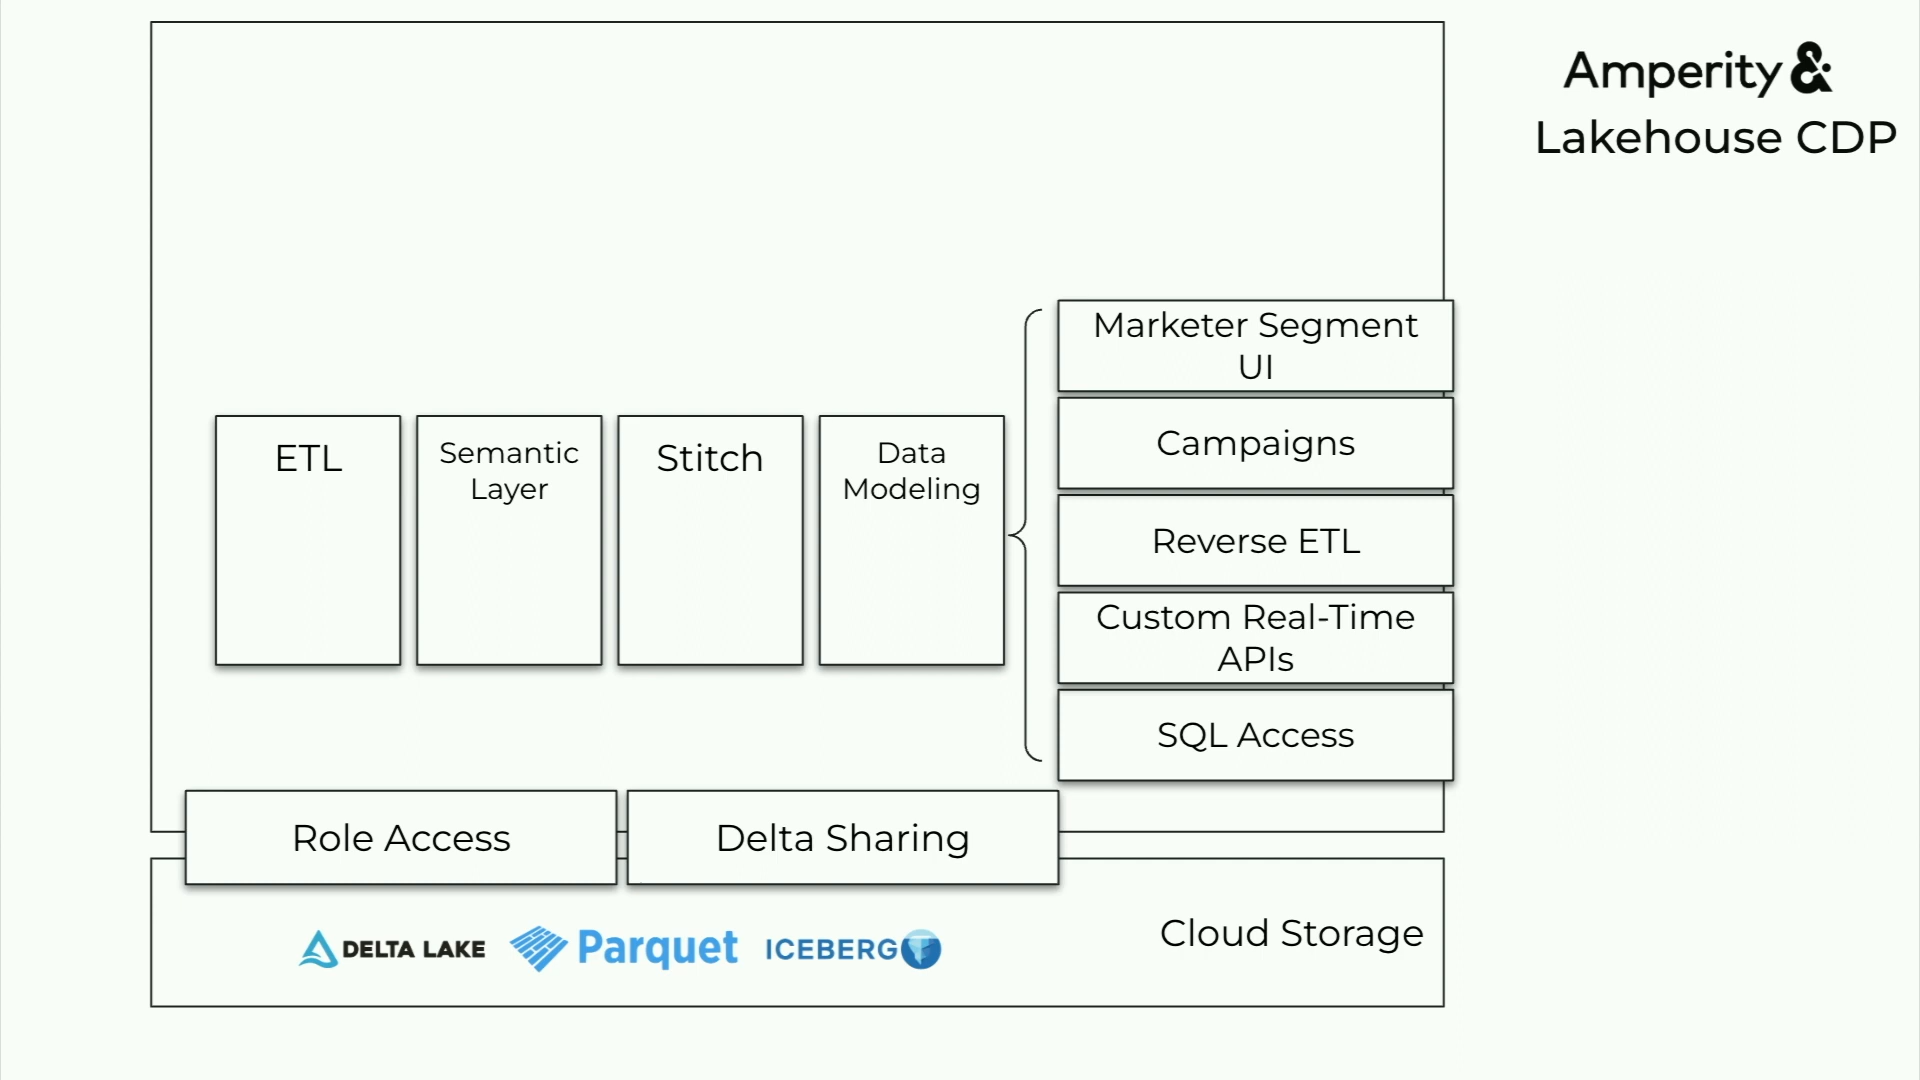 Amperity &
Lakehouse CDP
Marketer Segment
UI
Campaigns
Reverse ETL
Custom Real-Time
APIs
SQL Access
ETL
Semantic
Layer
Stitch
Data
Modeling
Role Access
Delta Sharing
DELTA LAKE
Parquet
ICEBERG
Cloud Storage